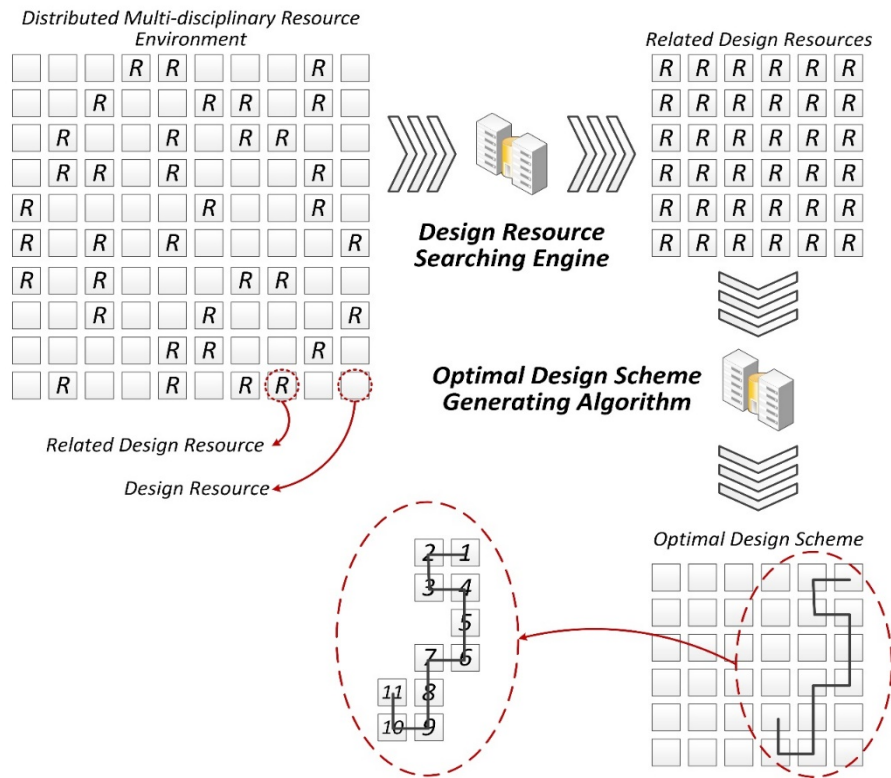 Distributed Multi-disciplinary Resource
Environment
R R R
R R R R
R R R R
R R R R
R R R
R R R R
R R R R
R R R
R R R
R R R R
Related Design Resource
Design Resource
Design Resource
Searching Engine
Related Design Resources
R R R R R R
R R R R R R
R R R R R R
R R R R R R
R R R R R R
R R R R R R
Optimal Design Scheme
Generating Algorithm
Optimal Design Scheme
2 1
3 4
5
7 6
11 8
10 9